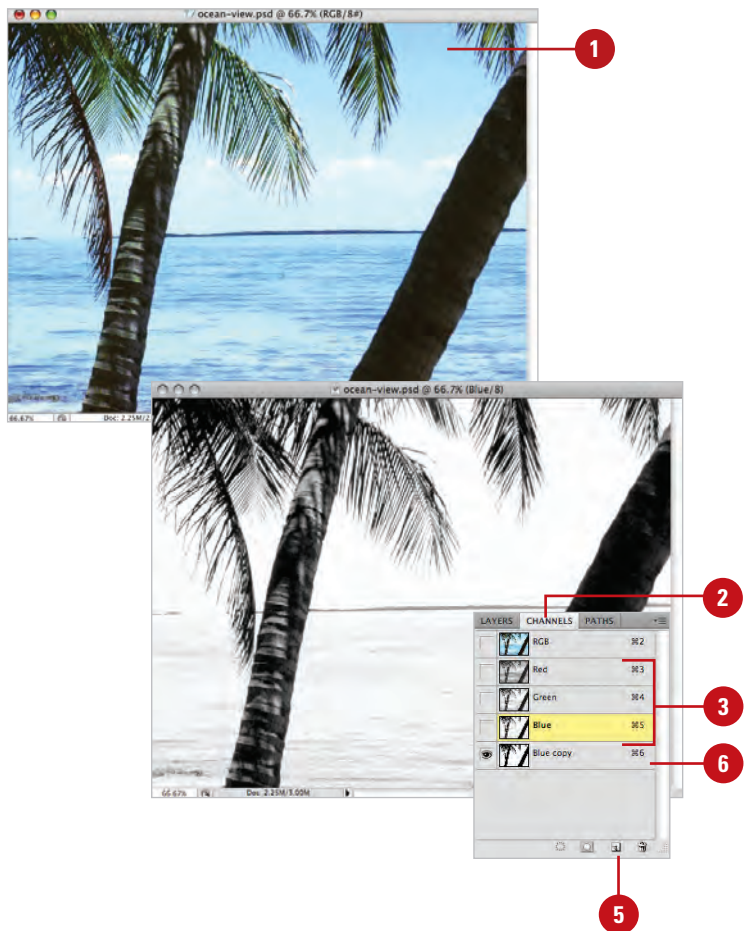 ocean-view.psd @ 66.7% (RGB/8#)
1
66.67%
Doc: 2.25M/2
ocean-view.psd @ 66.7% (Blue/8)
2
LAYERS CHANNELS PATHS
RGB ⌘2
Red ⌘3
3
Green ⌘4
Blue ⌘5
6
Blue copy ⌘6
66.67% Doc: 2.25M/3.00M
5